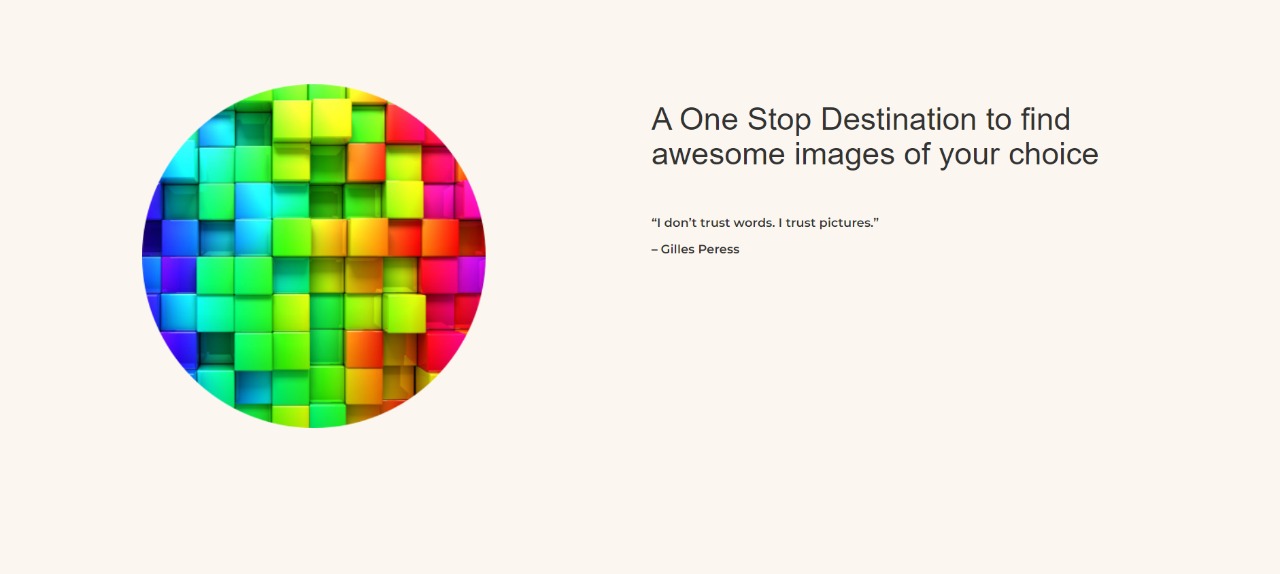 A One Stop Destination to find
awesome images of your choice
“I don’t trust words. I trust pictures.”
– Gilles Peress